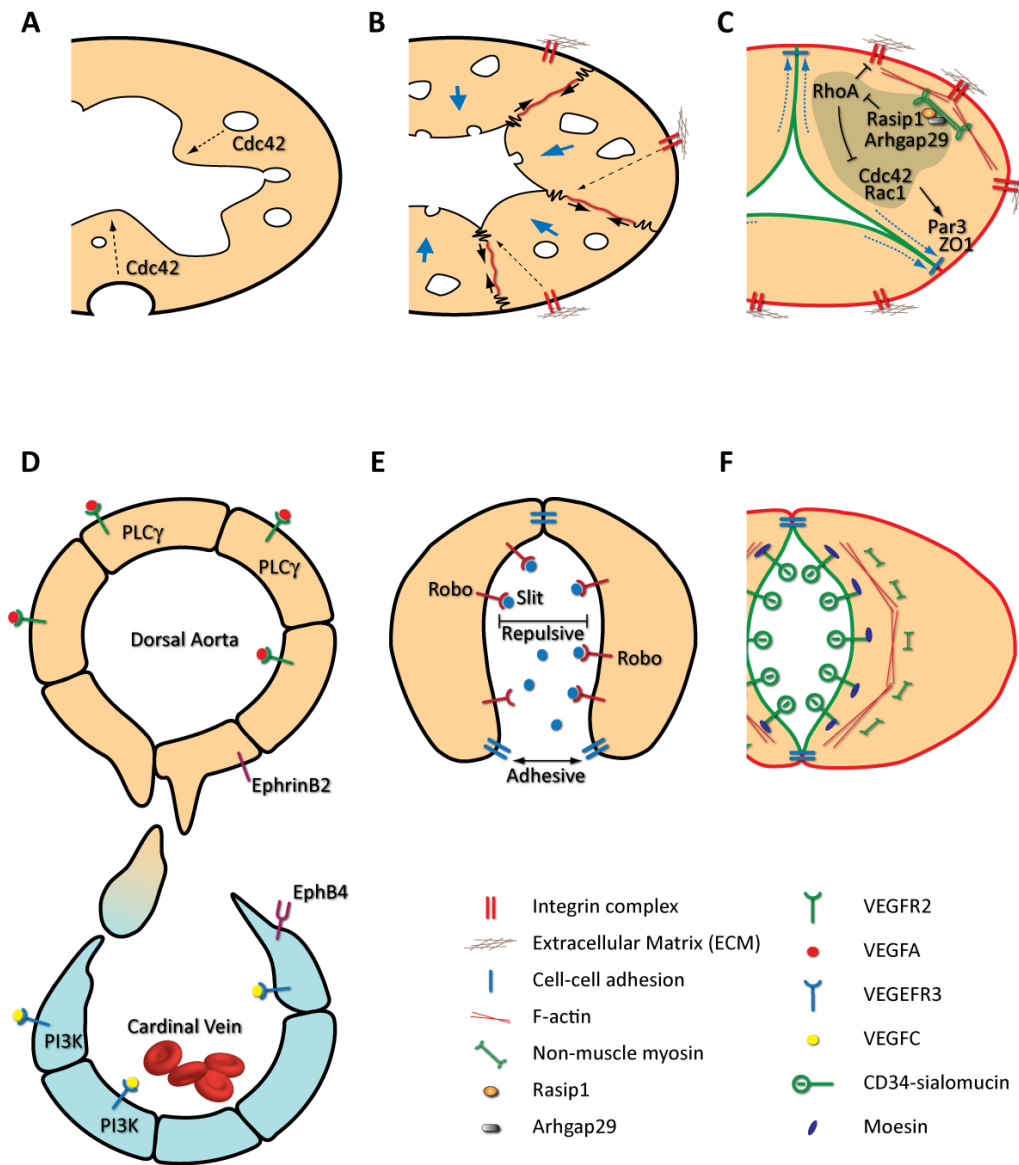 A
B
C
Cdc42
Cdc42
RhoA
Rasip1
Arhgap29
Cdc42
Rac1
Par3
ZO1
D
E
F
PLCγ
PLCγ
Dorsal Aorta
EphrinB2
EphB4
PI3K
Cardinal Vein
PI3K
Robo
Slit
Repulsive
Robo
Adhesive
Integrin complex
Extracellular Matrix (ECM)
Cell-cell adhesion
F-actin
Non-muscle myosin
Rasip1
Arhgap29
VEGFR2
VEGFA
VEGEFR3
VEGFC
CD34-sialomucin
Moesin